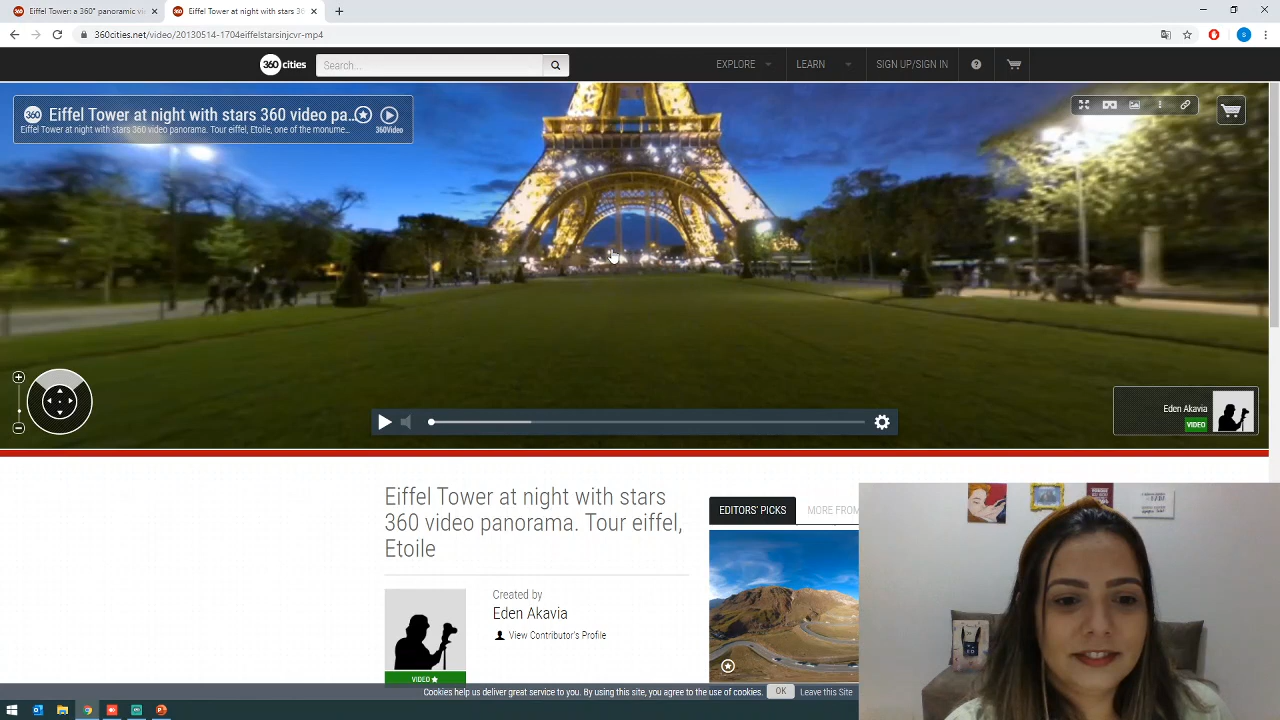 Eiffel Tower: a 360° panoramic vi
Eiffel Tower at night with stars 36
360cities.net/video/20130514-1704eiffelstarsinjcvr-mp4
360cities
Search...
EXPLORE
LEARN
SIGN UP/SIGN IN
360 Eiffel Tower at night with stars 360 video pa...
Eiffel Tower at night with stars 360 video panorama. Tour eiffel, Etoile, one of the monume...
360Video
Eden Akavia
VIDEO
Eiffel Tower at night with stars
360 video panorama. Tour eiffel,
Etoile
EDITORS' PICKS
MORE FROM
Created by
Eden Akavia
View Contributor's Profile
VIDEO
Cookies help us deliver great service to you. By using this site, you agree to the use of cookies. OK Leave this Site